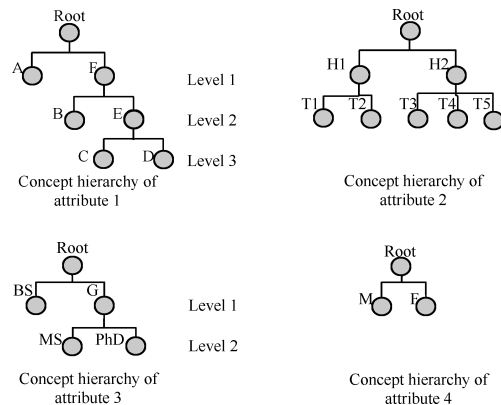 Root
A F
Level 1
B E
Level 2
C D
Level 3
Concept hierarchy of
attribute 1
Root
H1 H2
T1 T2 T3 T4 T5
Concept hierarchy of
attribute 2
Root
BS G
Level 1
MS PhD
Level 2
Concept hierarchy of
attribute 3
Root
M F
Concept hierarchy of
attribute 4